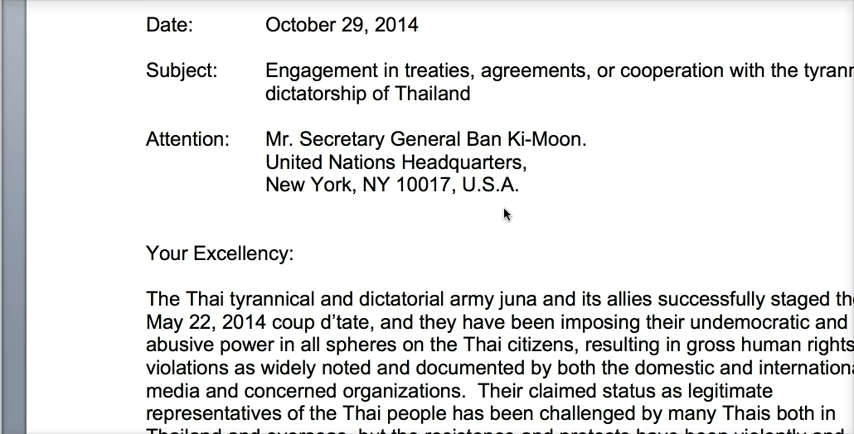 Date: October 29, 2014
Subject: Engagement in treaties, agreements, or cooperation with the
dictatorship of Thailand
Attention: Mr. Secretary General Ban Ki-Moon.
United Nations Headquarters,
New York, NY 10017, U.S.A.
Your Excellency:
The Thai tyrannical and dictatorial army juna and its allies successfully staged
May 22, 2014 coup d’tate, and they have been imposing their undemocratic and
abusive power in all spheres on the Thai citizens, resulting in gross human rights
violations as widely noted and documented by both the domestic and
media and concerned organizations. Their claimed status as legitimate
representatives of the Thai people has been challenged by many Thais both in